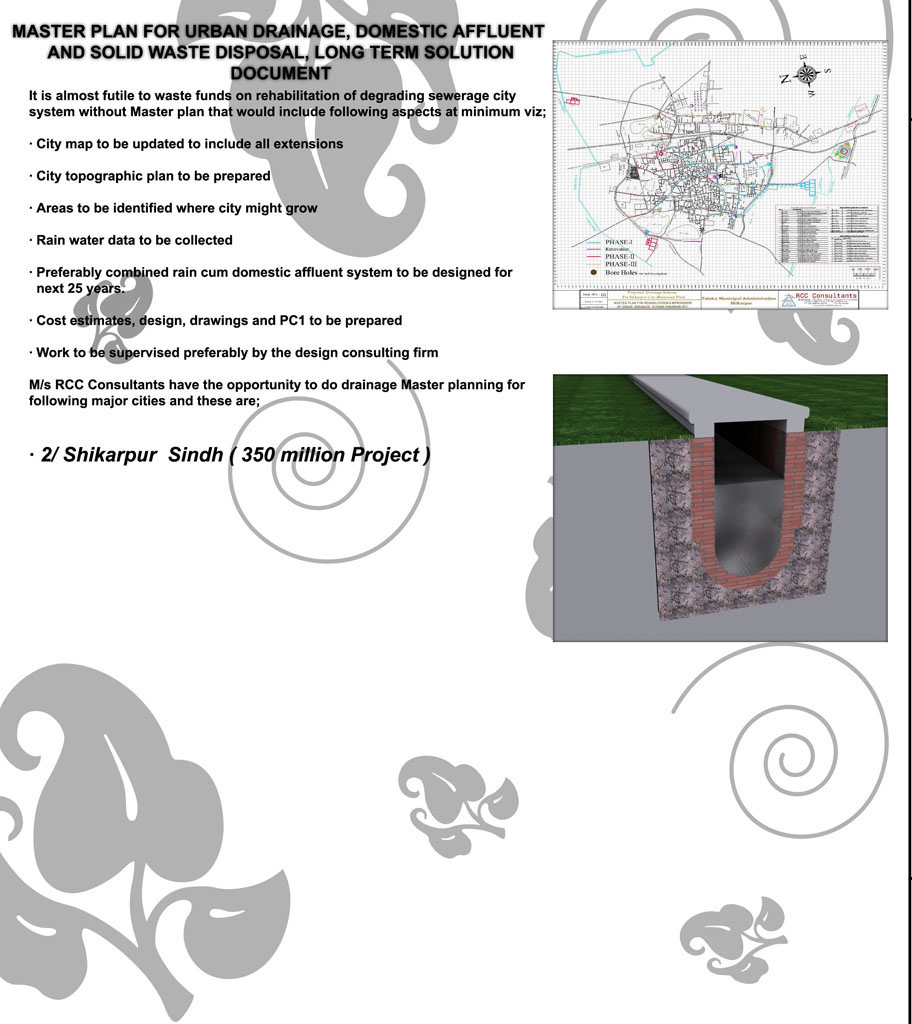 MASTER PLAN FOR URBAN DRAINAGE, DOMESTIC AFFLUENT
AND SOLID WASTE DISPOSAL, LONG TERM SOLUTION
DOCUMENT
It is almost futile to waste funds on rehabilitation of degrading sewerage city
system without Master plan that would include following aspects at minimum viz;
· City map to be updated to include all extensions
· City topographic plan to be prepared
· Areas to be identified where city might grow
· Rain water data to be collected
· Preferably combined rain cum domestic affluent system to be designed for
next 25 years.
· Cost estimates, design, drawings and PC1 to be prepared
· Work to be supervised preferably by the design consulting firm
M/s RCC Consultants have the opportunity to do drainage Master planning for
following major cities and these are;
· 2/ Shikarpur Sindh ( 350 million Project )
E
S
N
W
PHASE-I
Renovation
PHASE-II
PHASE-III
Bore Holes
Taluka Municipal Administration
Shikarpur
RCC Consultants